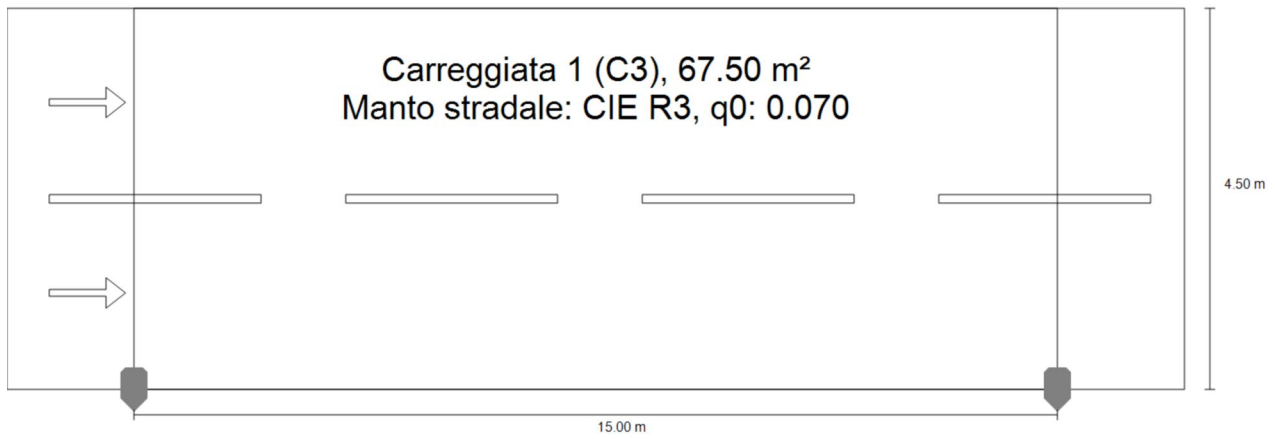 Carreggiata 1 (C3), 67.50 m²
Manto stradale: CIE R3, q0: 0.070
4.50 m
15.00 m